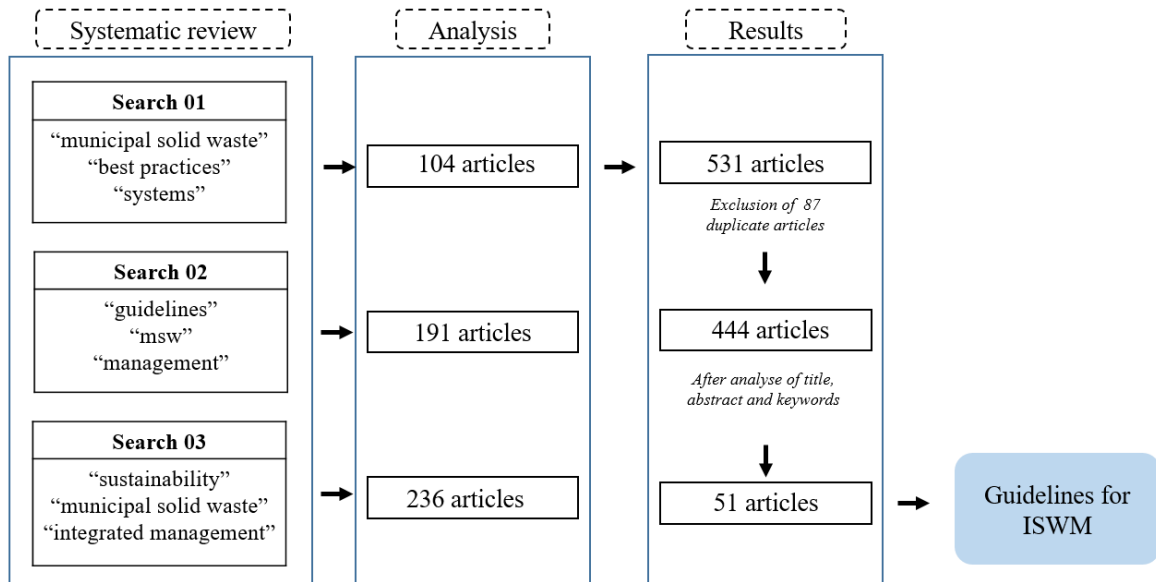 Systematic review
Analysis
Results
Search 01
“municipal solid waste”
“best practices”
“systems”
104 articles
531 articles
Exclusion of 87
duplicate articles
Search 02
“guidelines”
“msw”
“management”
191 articles
444 articles
After analyse of title,
abstract and keywords
Search 03
“sustainability”
“municipal solid waste”
“integrated management”
236 articles
51 articles
Guidelines for
ISWM